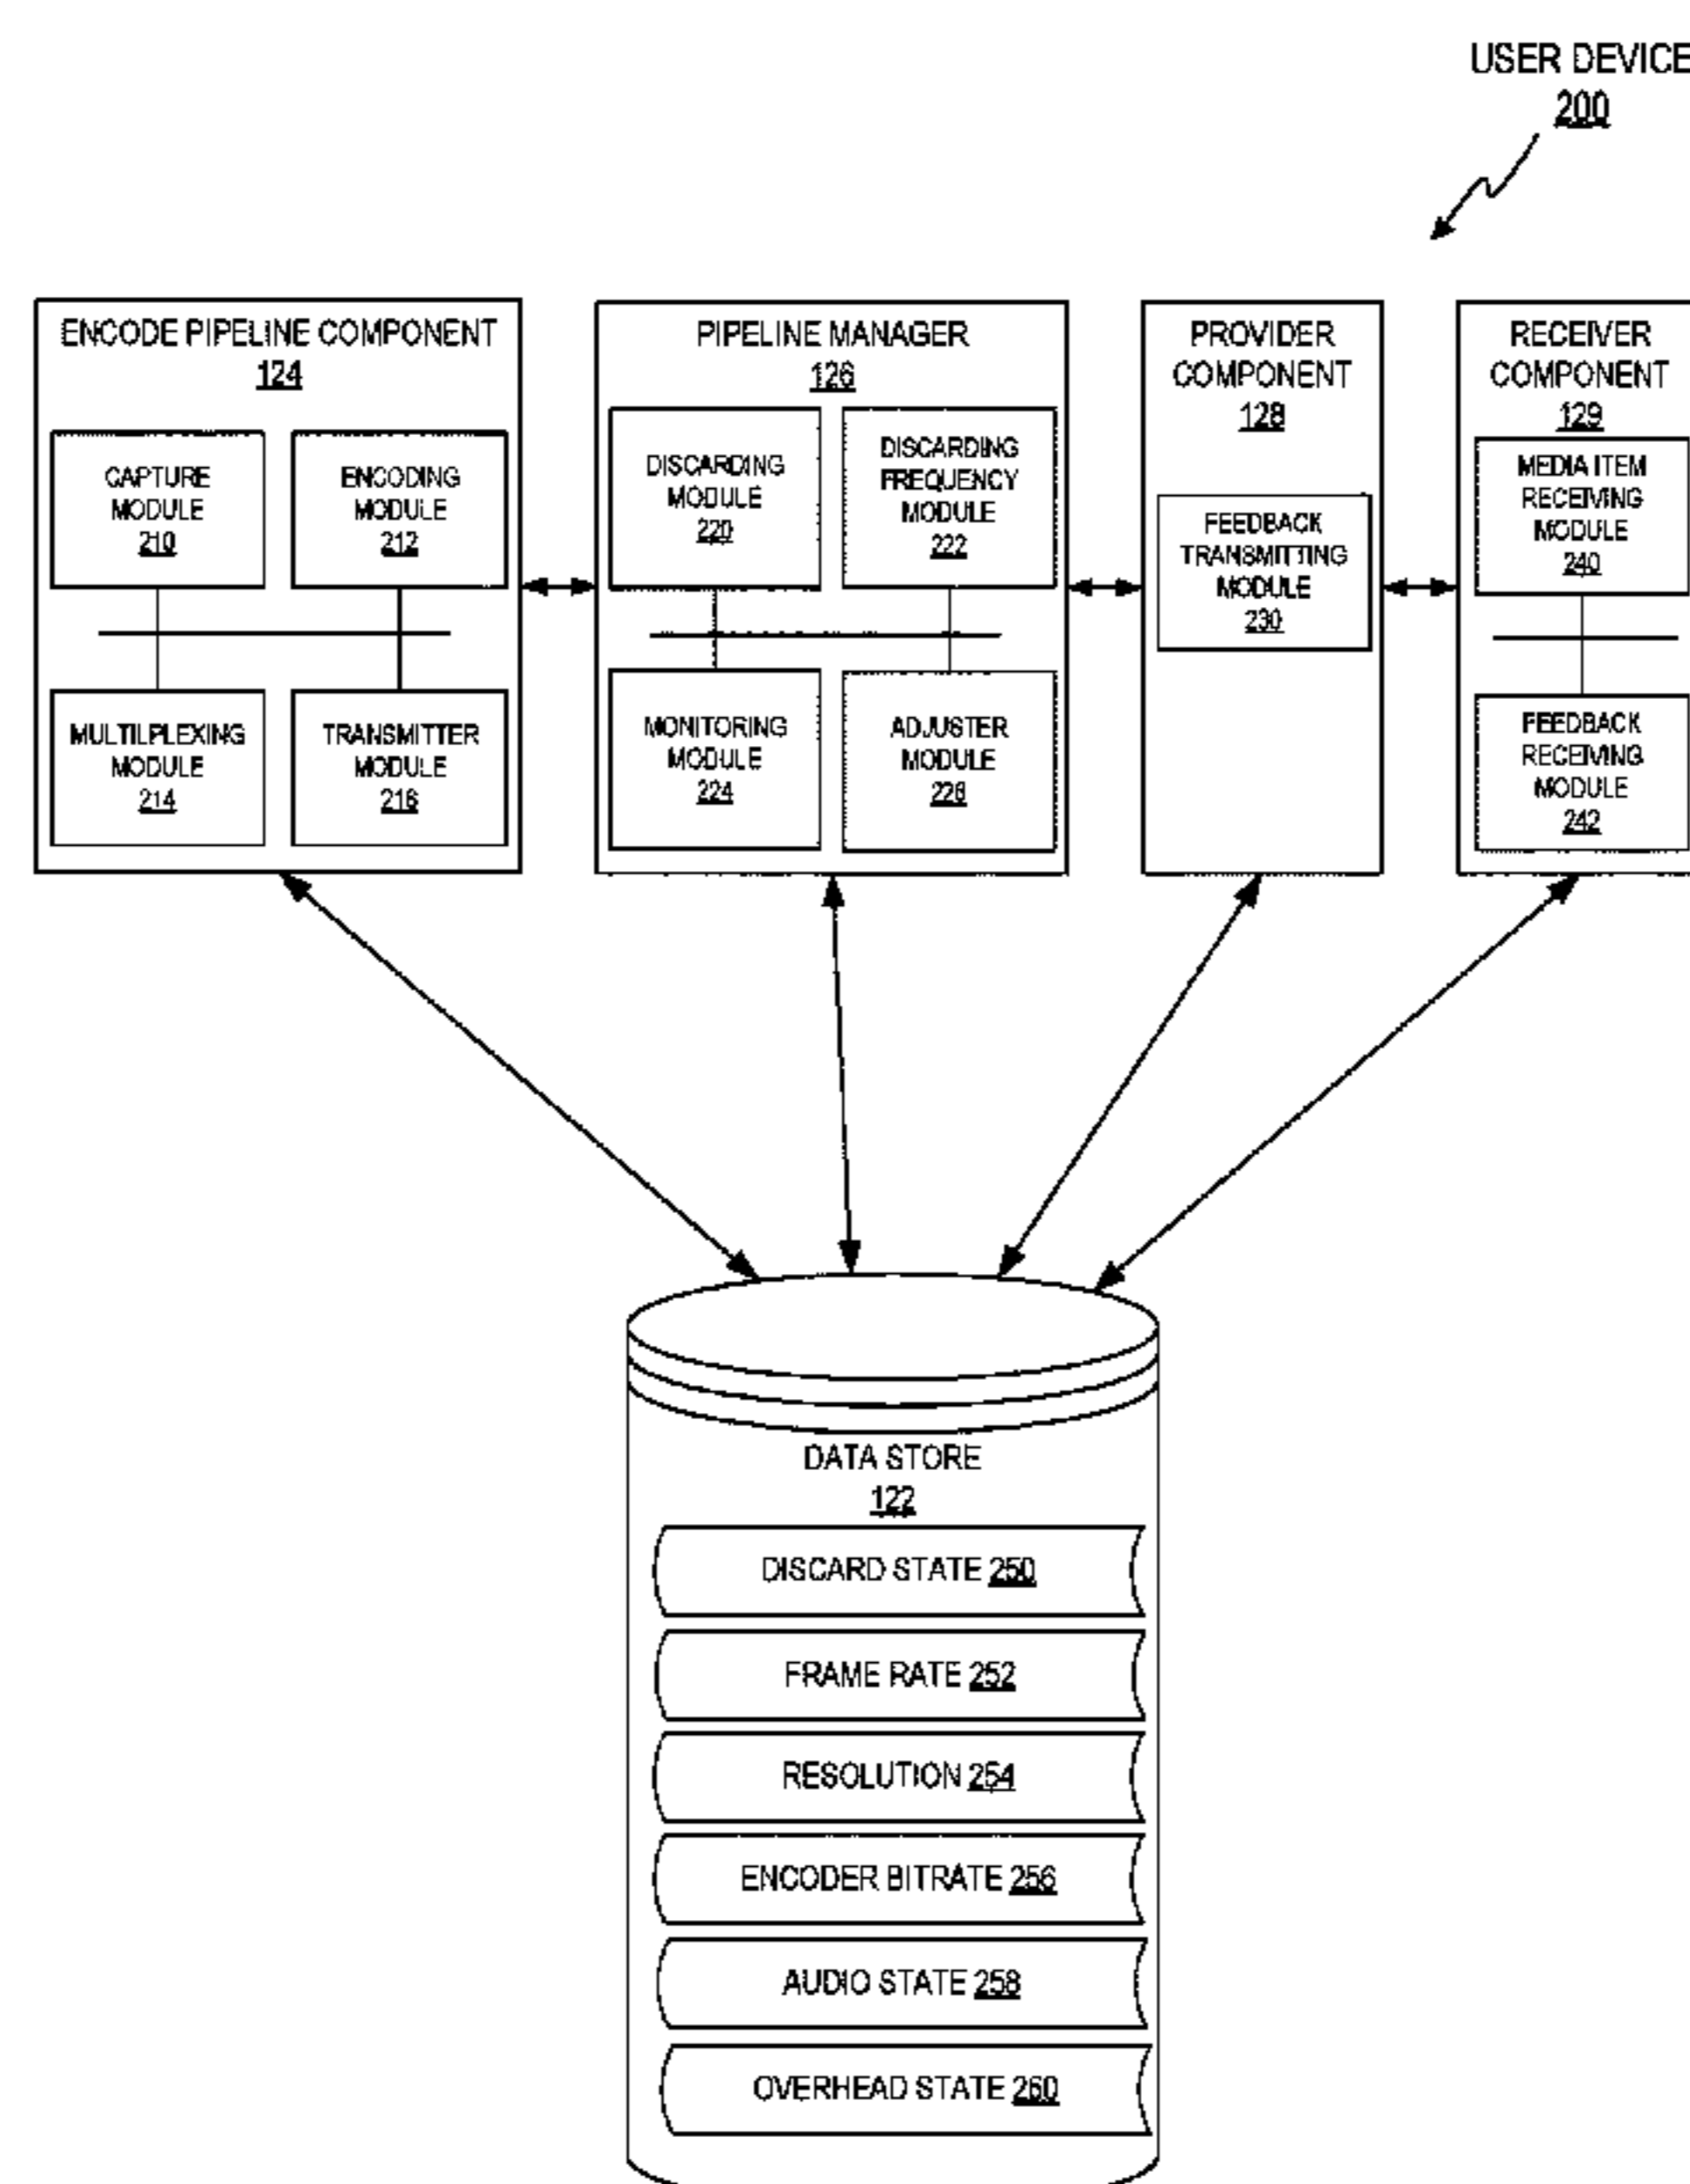 USER DEVICE
200
ENCODE PIPELINE COMPONENT
124
CAPTURE
MODULE
210
ENCODING
MODULE
212
MULTILPLEXING
MODULE
214
TRANSMITTER
MODULE
216
PIPELINE MANAGER
126
DISCARDING
MODULE
220
DISCARDING
FREQUENCY
MODULE
222
MONITORING
MODULE
224
ADJUSTER
MODULE
226
PROVIDER
COMPONENT
128
FEEDBACK
TRANSMITTING
MODULE
230
RECEIVER
COMPONENT
129
MEDIA ITEM
RECEIVING
MODULE
240
FEEDBACK
RECEIVING
MODULE
242
DATA STORE
122
DISCARD STATE 250
FRAME RATE 252
RESOLUTION 254
ENCODER BITRATE 256
AUDIO STATE 258
OVERHEAD STATE 260